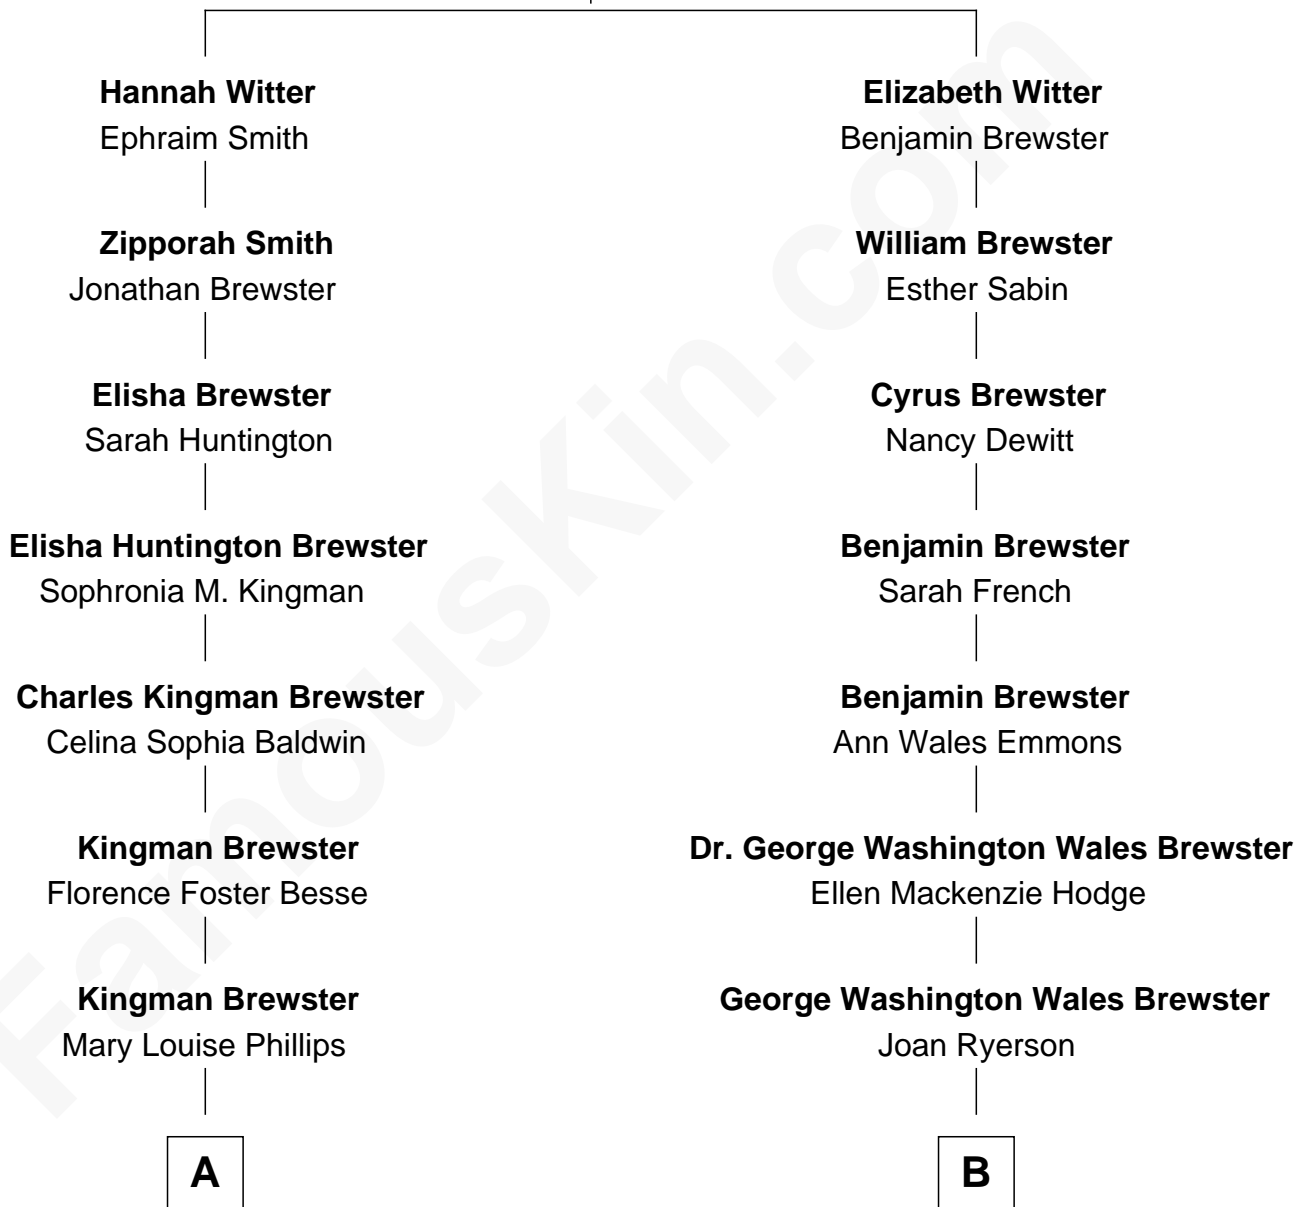 Hannah Witter
Ephraim Smith
Zipporah Smith
Jonathan Brewster
Elisha Brewster
Sarah Huntington
Elisha Huntington Brewster
Sophronia M. Kingman
Charles Kingman Brewster
Celina Sophia Baldwin
Kingman Brewster
Florence Foster Besse
Kingman Brewster
Mary Louise Phillips
A
Elizabeth Witter
Benjamin Brewster
William Brewster
Esther Sabin
Cyrus Brewster
Nancy Dewitt
Benjamin Brewster
Sarah French
Benjamin Brewster
Ann Wales Emmons
Dr. George Washington Wales Brewster
Ellen Mackenzie Hodge
George Washington Wales Brewster
Joan Ryerson
B
FamousKin.com